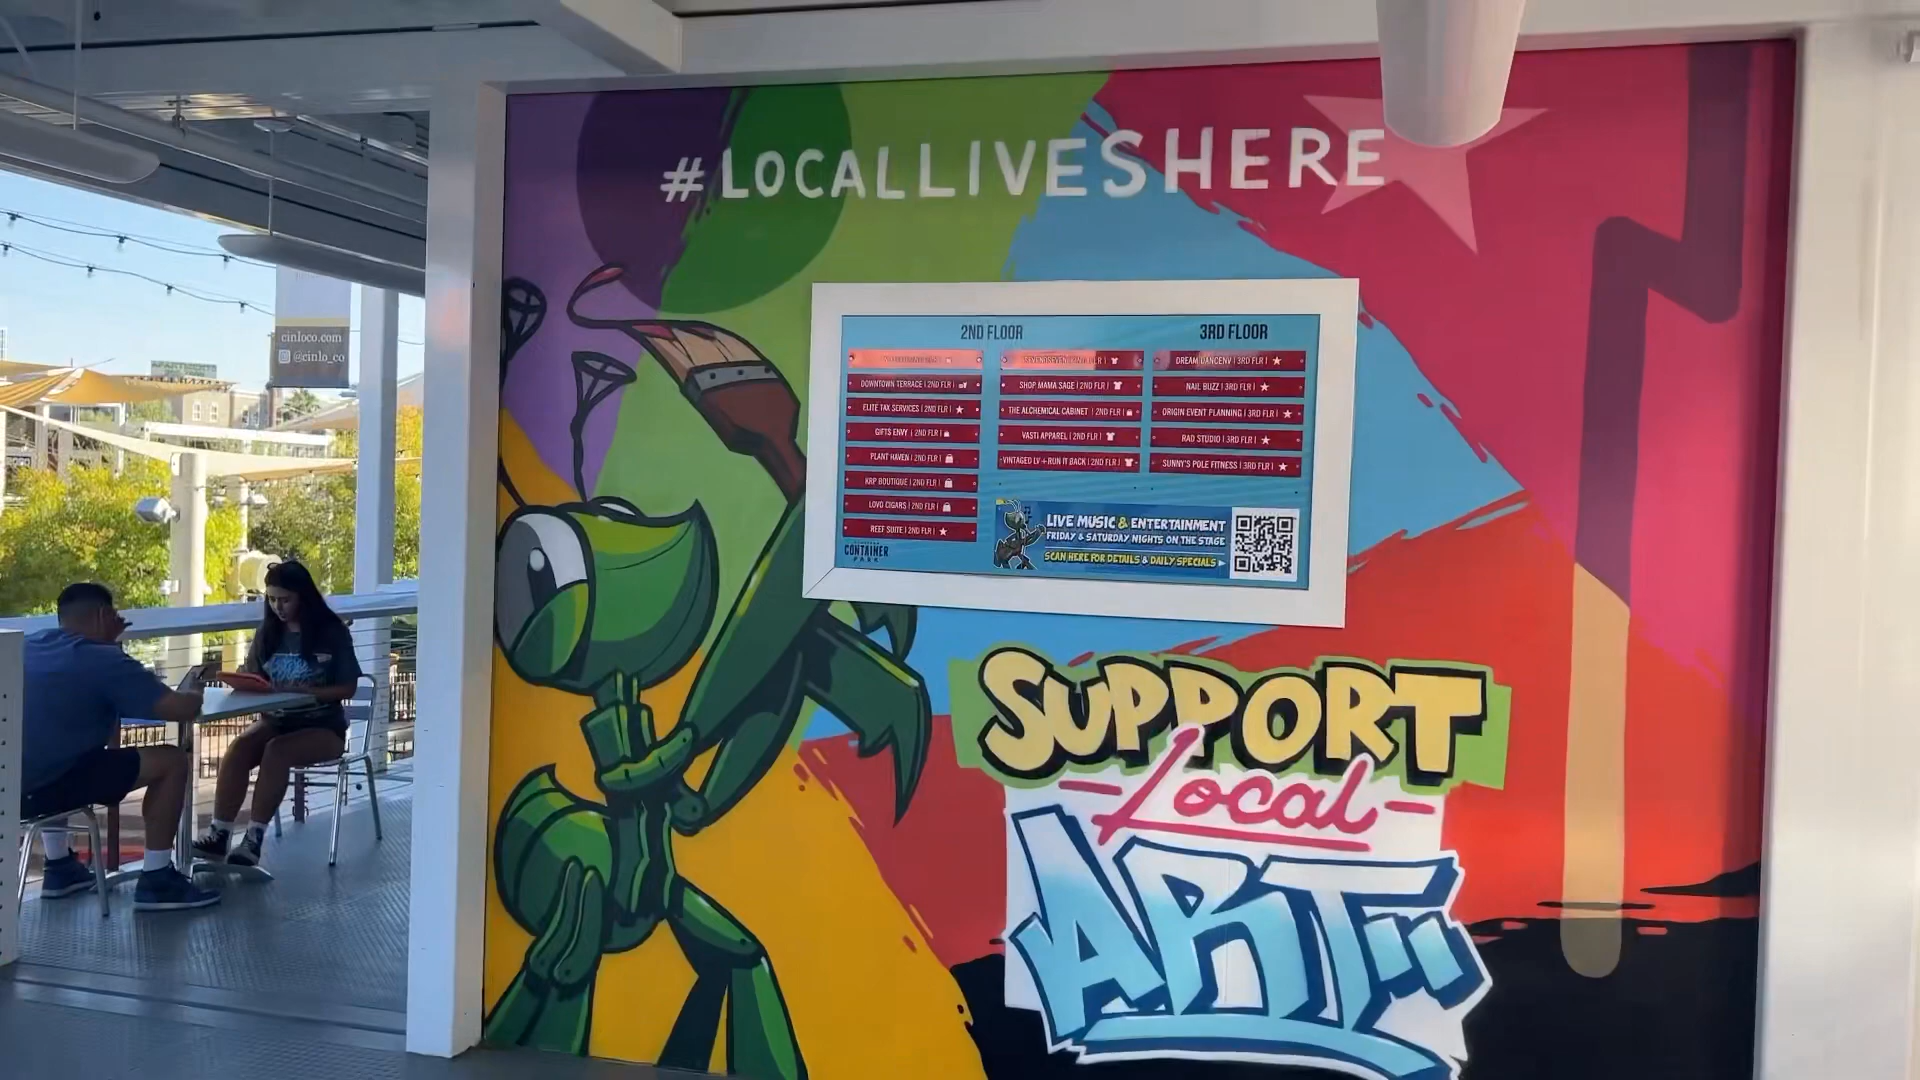 #LOCALLIVESHERE
cinloco.com
@cinlo_co
2ND FLOOR
DOWNTOWN TERRACE | 2ND FLR |
ELITE TAX SERVICES | 2ND FLR |
GIFTS ENVY | 2ND FLR |
PLANT HAVEN | 2ND FLR |
KRP BOUTIQUE | 2ND FLR |
LOVO CIGARS | 2ND FLR |
REEF SUITE | 2ND FLR |
SHOP MAMA SAGE | 2ND FLR |
THE ALCHEMICAL CABINET | 2ND FLR |
VASTI APPAREL | 2ND FLR |
VINTAGED LV + RUN IT BACK | 2ND FLR |
3RD FLOOR
DREAM DANCENV | 3RD FLR |
NAIL BUZZ | 3RD FLR |
ORIGIN EVENT PLANNING | 3RD FLR |
RAD STUDIO | 3RD FLR |
SUNNY'S POLE FITNESS | 3RD FLR |
CONTAINER
PARK
LIVE MUSIC & ENTERTAINMENT
FRIDAY & SATURDAY NIGHTS ON THE STAGE
SCAN HERE FOR DETAILS & DAILY SPECIALS
SUPPORT
Local
ART